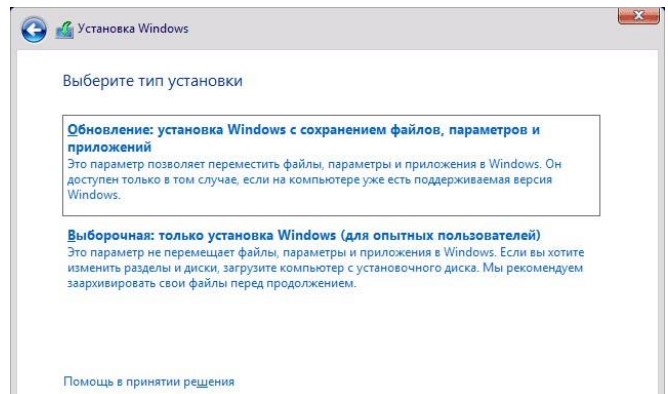 Установка Windows
Выберите тип установки
Обновление: установка Windows с сохранением файлов, параметров и
приложений
Это параметр позволяет переместить файлы, параметры и приложения в Windows. Он
доступен только в том случае, если на компьютере уже есть поддерживаемая версия
Windows.
Выборочная: только установка Windows (для опытных пользователей)
Это параметр не перемещает файлы, параметры и приложения в Windows. Если вы хотите
изменить разделы и диски, загрузите компьютер с установочного диска. Мы рекомендуем
заархивировать свои файлы перед продолжением.
Помощь в принятии решения